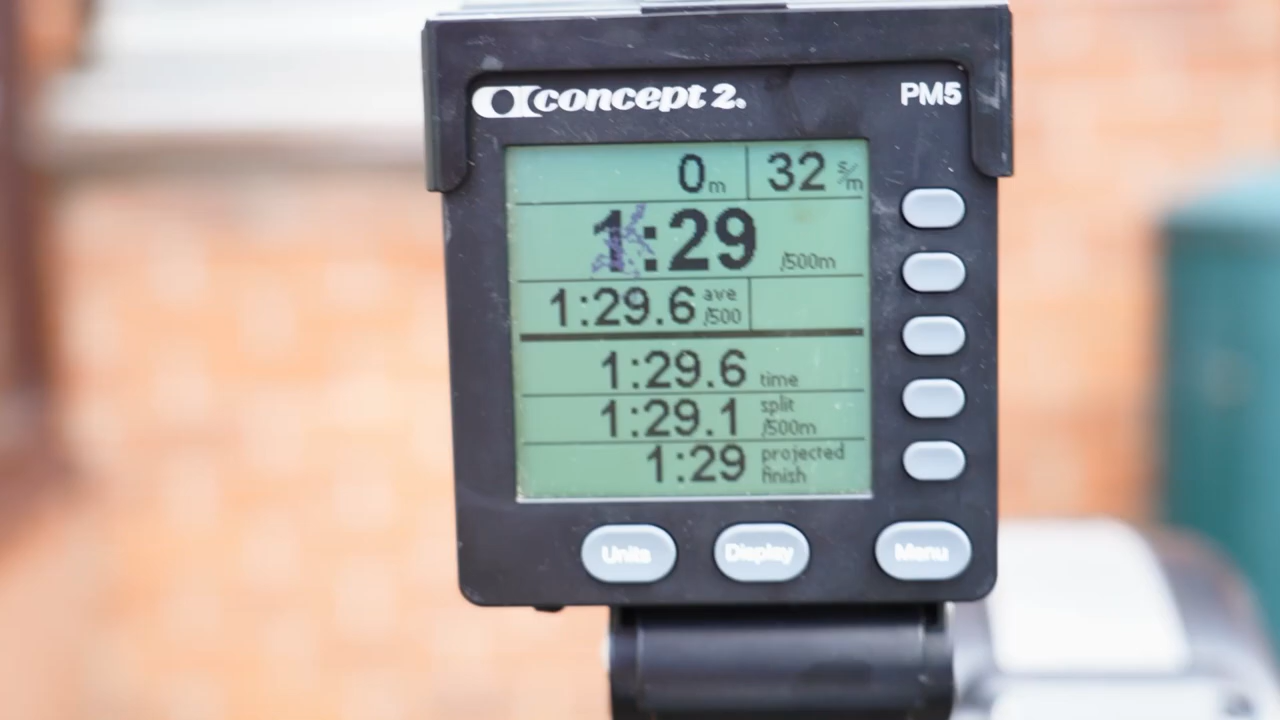 concept 2.
PM5
0m
32 s/m
1:29 /500m
1:29.6 ave /500
1:29.6 time
1:29.1 split /500m
1:29 projected finish
Units
Display
Menu